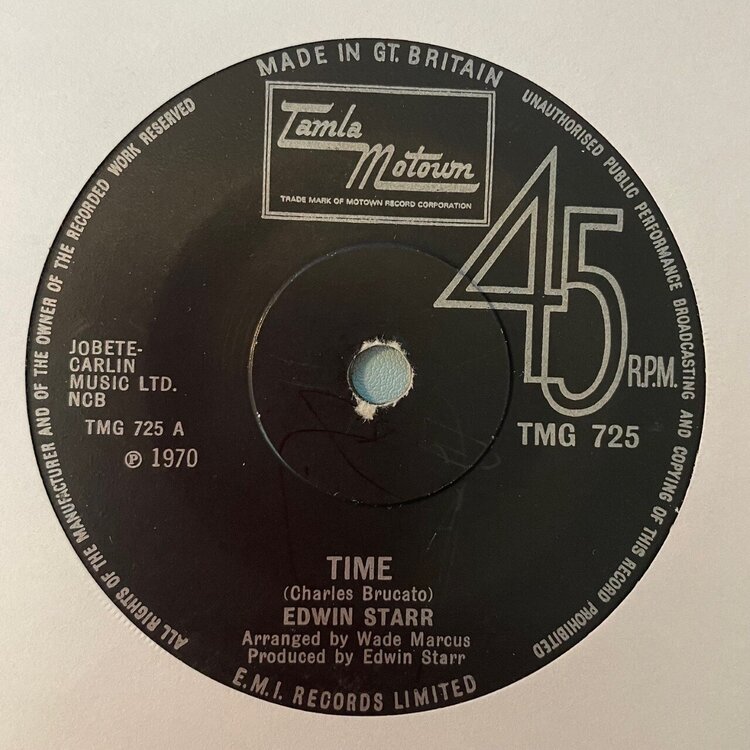 MADE IN GT. BRITAIN
Tamla
Motown
TRADE MARK OF MOTOWN RECORD CORPORATION
45
R.P.M.
TMG 725
JOBETE-
CARLIN
MUSIC LTD.
NCB
TMG 725 A
℗ 1970
TIME
(Charles Brucato)
EDWIN STARR
Arranged by Wade Marcus
Produced by Edwin Starr
E.M.I. RECORDS LIMITED
ALL RIGHTS OF THE MANUFACTURER AND OF THE OWNER OF THE RECORDED WORK RESERVED
UNAUTHORISED PUBLIC PERFORMANCE BROADCASTING AND COPYING OF THIS RECORD PROHIBITED